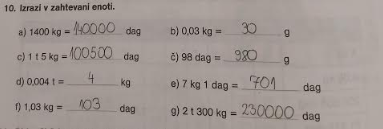 10. Izrazi v zahtevani enoti.
a) 1400 kg = 140000 dag b) 0,03 kg = 30 g
c) 1 t 5 kg = 100500 dag č) 98 dag = 980 g
d) 0,004 t = 4 kg e) 7 kg 1 dag = 701 dag
f) 1,03 kg = 103 dag g) 2 t 300 kg = 230000 dag